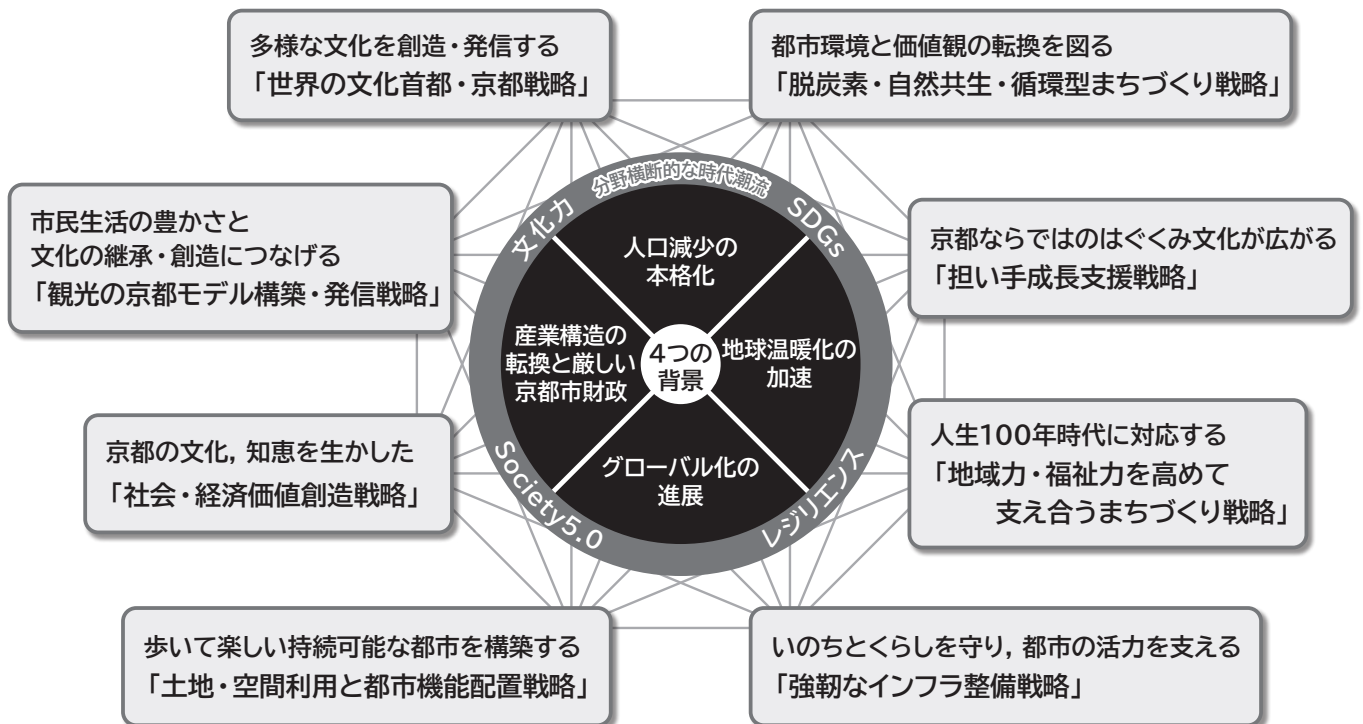 多様な文化を創造・発信する
「世界の文化首都・京都戦略」
都市環境と価値観の転換を図る
「脱炭素・自然共生・循環型まちづくり戦略」
市民生活の豊かさと
文化の継承・創造につなげる
「観光の京都モデル構築・発信戦略」
京都ならではのはぐくみ文化が広がる
「担い手成長支援戦略」
分野横断的な時代潮流
文化力
SDGs
人口減少の
本格化
産業構造の
転換と厳しい
京都市財政
4つの
背景
地球温暖化の
加速
グローバル化の
進展
Society5.0
レジリエンス
京都の文化, 知恵を生かした
「社会・経済価値創造戦略」
人生100年時代に対応する
「地域力・福祉力を高めて
支え合うまちづくり戦略」
歩いて楽しい持続可能な都市を構築する
「土地・空間利用と都市機能配置戦略」
いのちとくらしを守り, 都市の活力を支える
「強靭なインフラ整備戦略」